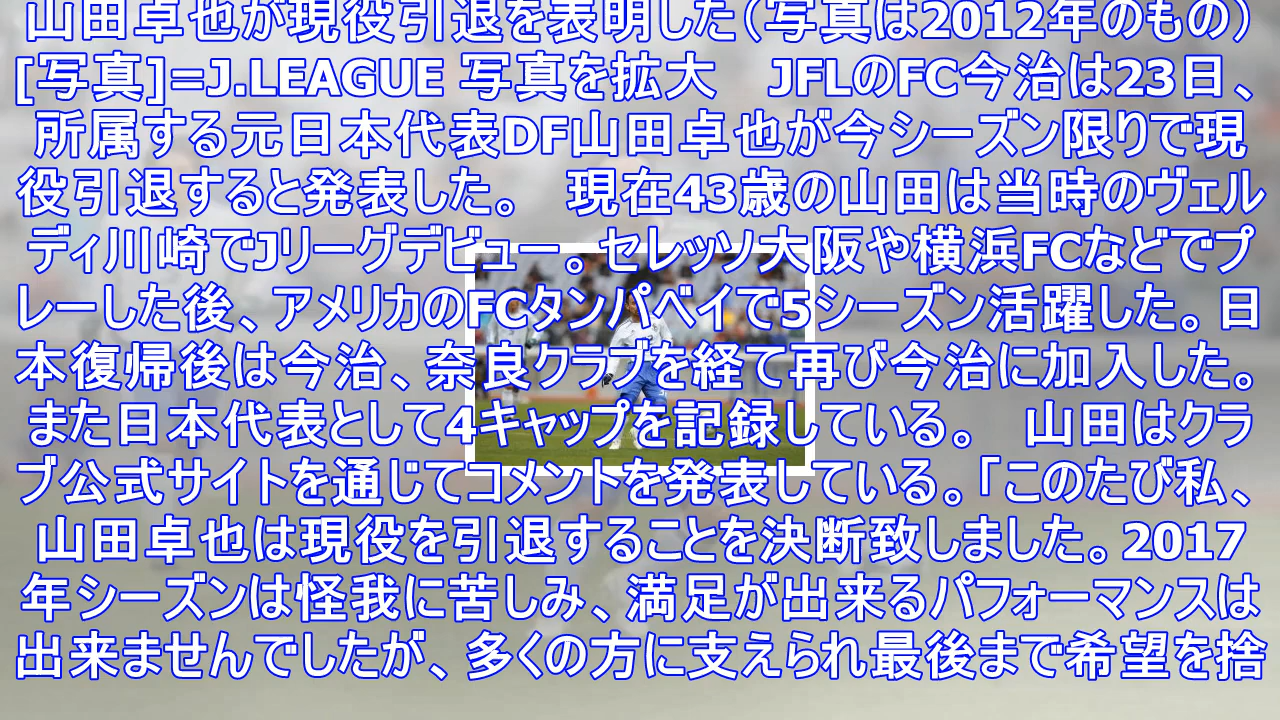 山田卓也が現役引退を表明した（写真は2012年のもの）
[写真]=J.LEAGUE 写真を拡大　JFLのFC今治は23日、
所属する元日本代表DF山田卓也が今シーズン限りで現
役引退すると発表した。　現在43歳の山田は当時のヴェル
ディ川崎でJリーグデビュー。セレッソ大阪や横浜FCなどでプ
レーした後、アメリカのFCタンパベイで5シーズン活躍した。日
本復帰後は今治、奈良クラブを経て再び今治に加入した。
また日本代表として4キャップを記録している。　山田はクラ
ブ公式サイトを通じてコメントを発表している。「このたび私、
山田卓也は現役を引退することを決断致しました。2017
年シーズンは怪我に苦しみ、満足が出来るパフォーマンスは
出来ませんでしたが、多くの方に支えられ最後まで希望を捨